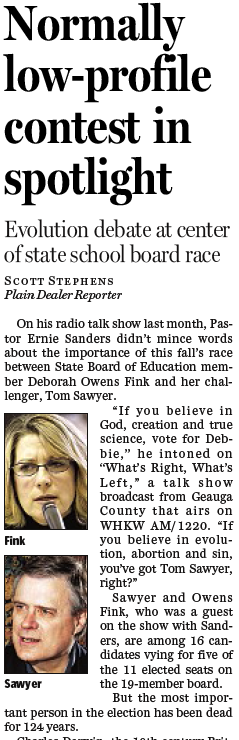 Normally
low-profile
contest in
spotlight
Evolution debate at center
of state school board race
SCOTT STEPHENS
Plain Dealer Reporter
On his radio talk show last month, Pas-
tor Ernie Sanders didn't mince words
about the importance of this fall's race
between State Board of Education mem-
ber Deborah Owens Fink and her chal-
lenger, Tom Sawyer.
"If you believe in
God, creation and true
science, vote for Deb-
bie," he intoned on
"What's Right, What's
Left," a talk show
broadcast from Geauga
County that airs on
WHKW AM/1220. "If
you believe in evolu-
tion, abortion and sin,
you've got Tom Sawyer,
right?"
Fink
Sawyer and Owens
Fink, who was a guest
on the show with Sand-
ers, are among 16 can-
didates vying for five of
the 11 elected seats on
the 19-member board.
Sawyer
But the most impor-
tant person in the election has been dead
for 124 years.
Charles Darwin, the 19th-century Brit-